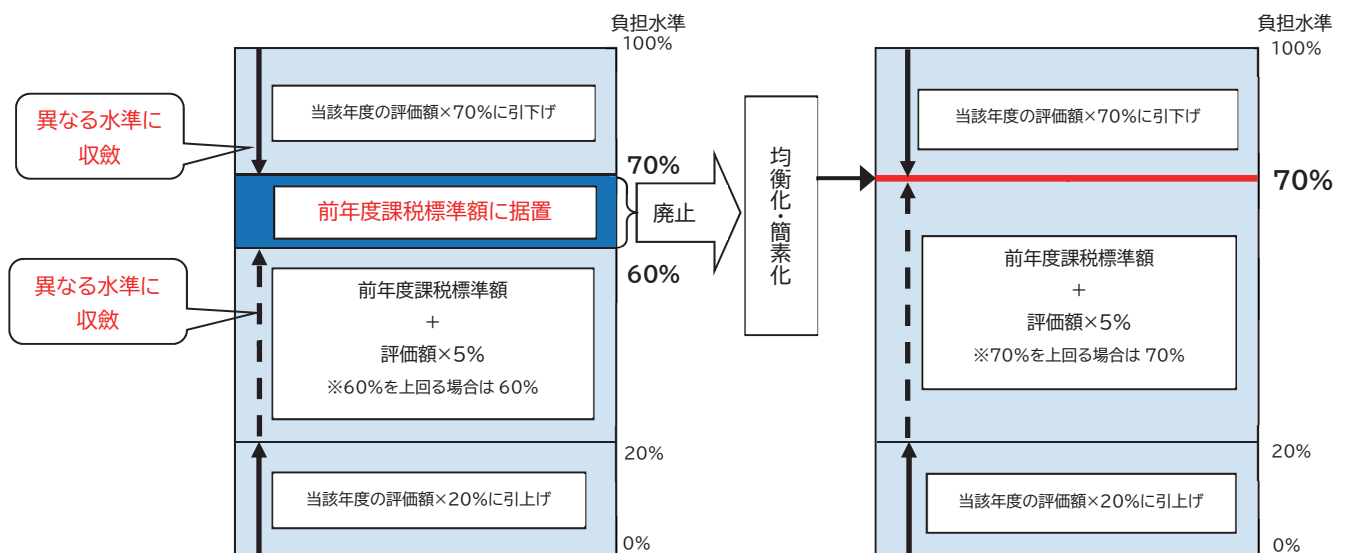 負担水準
100%
当該年度の評価額×70%に引下げ
異なる水準に
収斂
70%
前年度課税標準額に据置
廃止
60%
異なる水準に
収斂
前年度課税標準額
+
評価額×5%
※60%を上回る場合は 60%
20%
当該年度の評価額×20%に引上げ
0%
均衡化・簡素化
負担水準
100%
当該年度の評価額×70%に引下げ
70%
前年度課税標準額
+
評価額×5%
※70%を上回る場合は 70%
20%
当該年度の評価額×20%に引上げ
0%